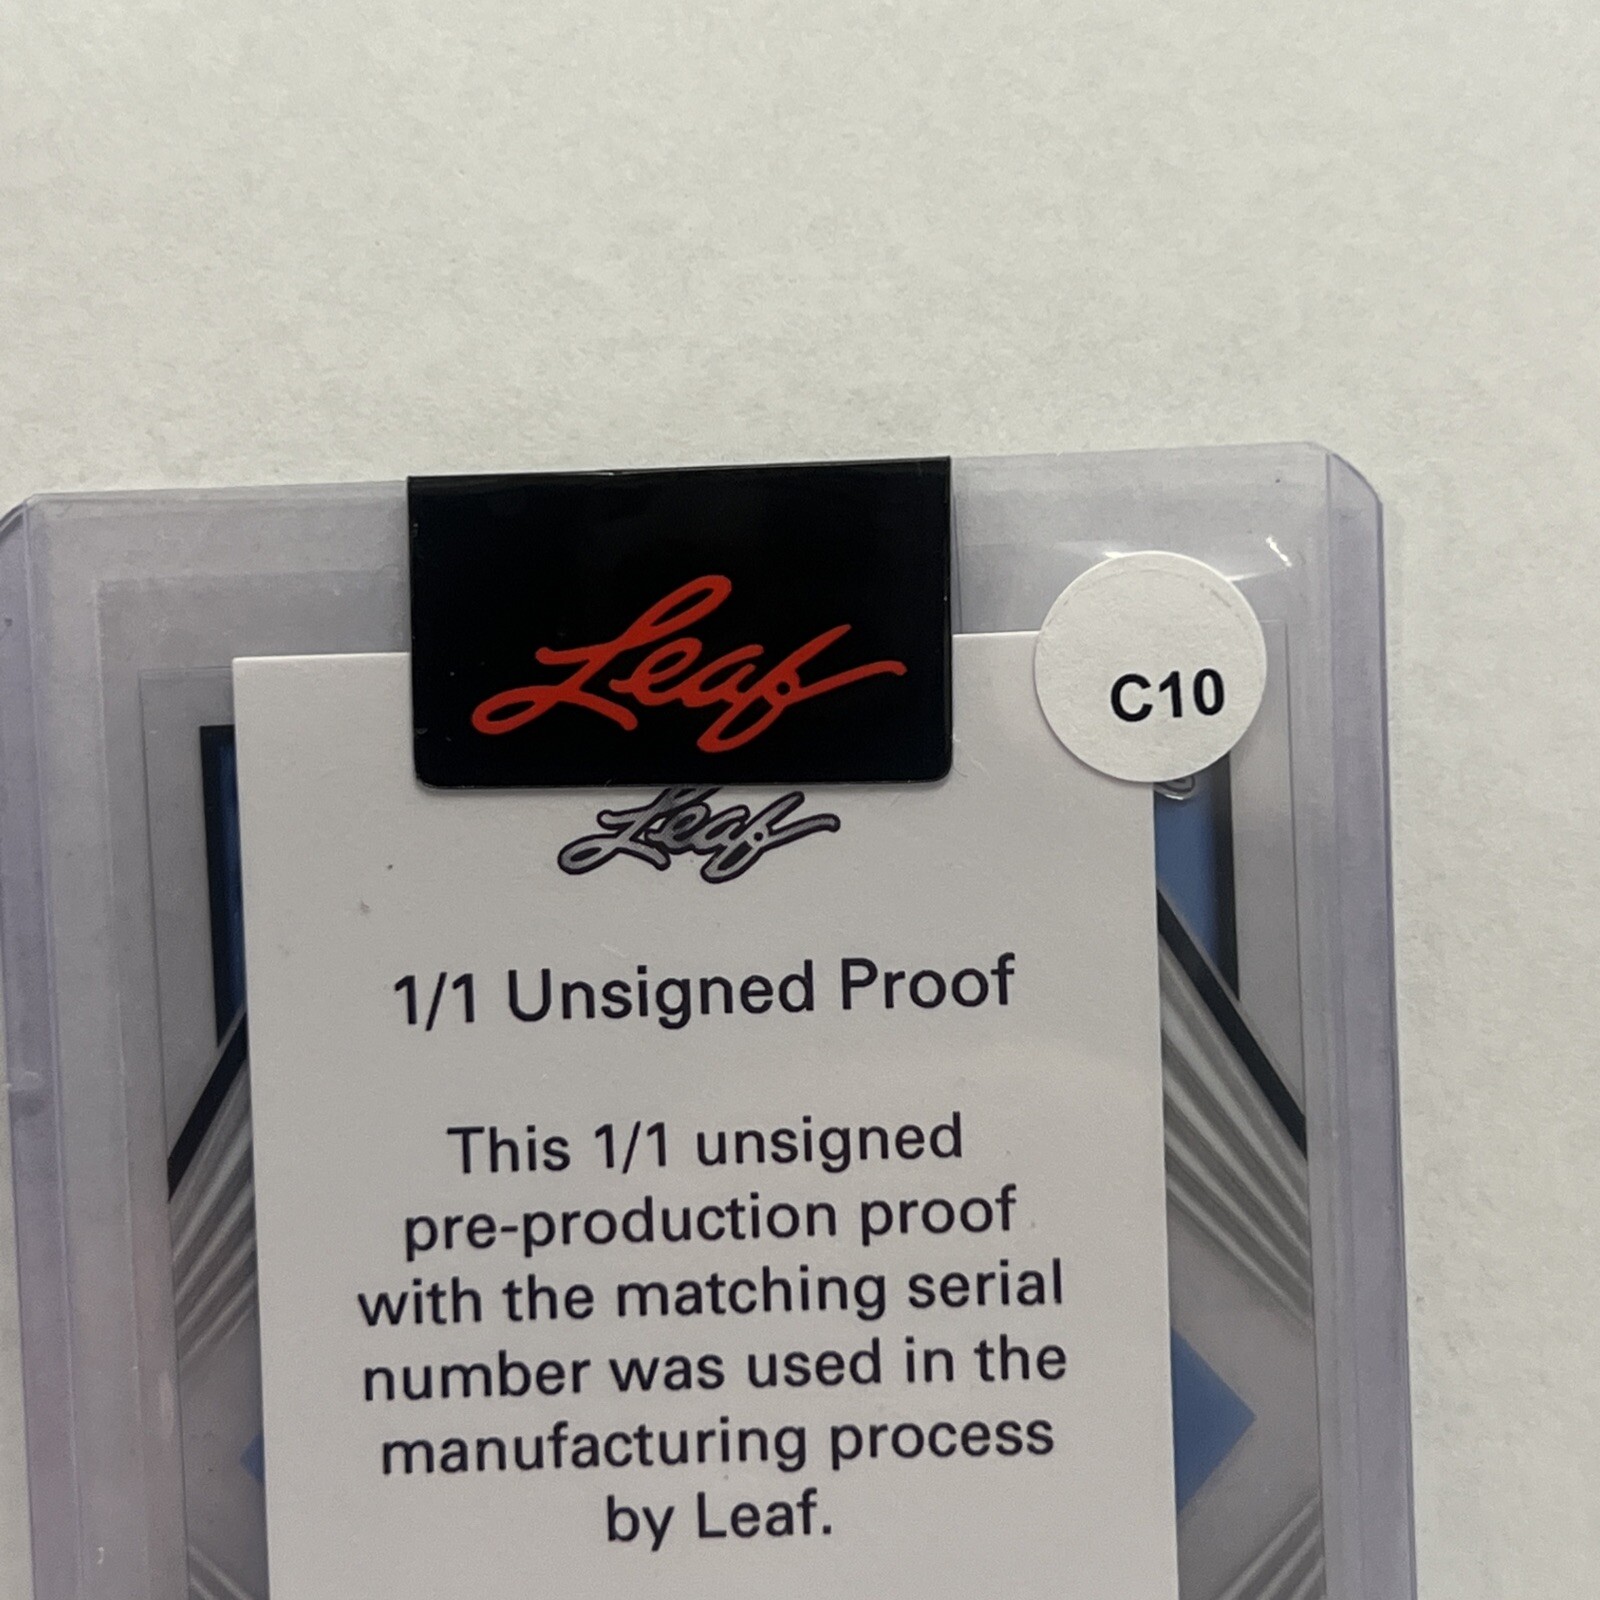 Leaf
C10
Leaf
1/1 Unsigned Proof
This 1/1 unsigned
pre-production proof
with the matching serial
number was used in the
manufacturing process
by Leaf.